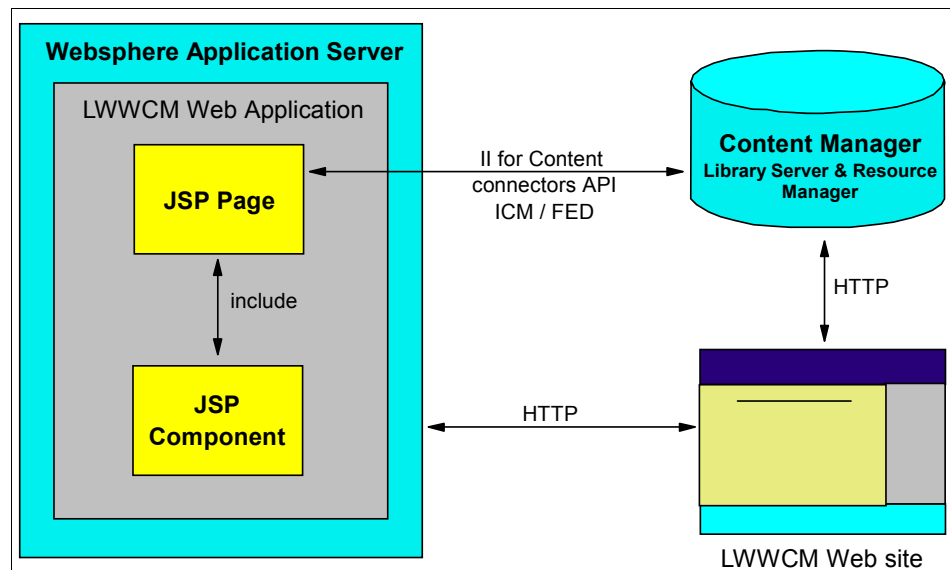 Websphere Application Server
LWWCM Web Application
JSP Page
include
JSP
Component
II for Content
connectors API
ICM / FED
HTTP
Content Manager
Library Server & Resource
Manager
HTTP
LWWCM Web site